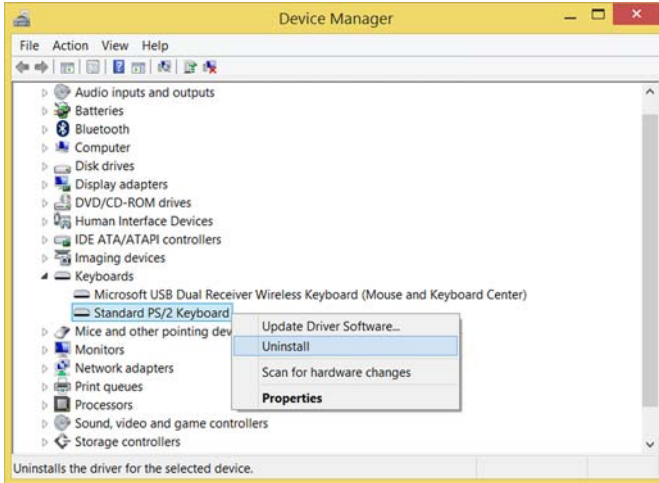 Device Manager
File Action View Help
Audio inputs and outputs
Batteries
Bluetooth
Computer
Disk drives
Display adapters
DVD/CD-ROM drives
Human Interface Devices
IDE ATA/ATAPI controllers
Imaging devices
Keyboards
Microsoft USB Dual Receiver Wireless Keyboard (Mouse and Keyboard Center)
Standard PS/2 Keyboard
Update Driver Software...
Mice and other pointing dev
Uninstall
Monitors
Network adapters
Scan for hardware changes
Print queues
Properties
Processors
Sound, video and game controllers
Storage controllers
Uninstalls the driver for the selected device.